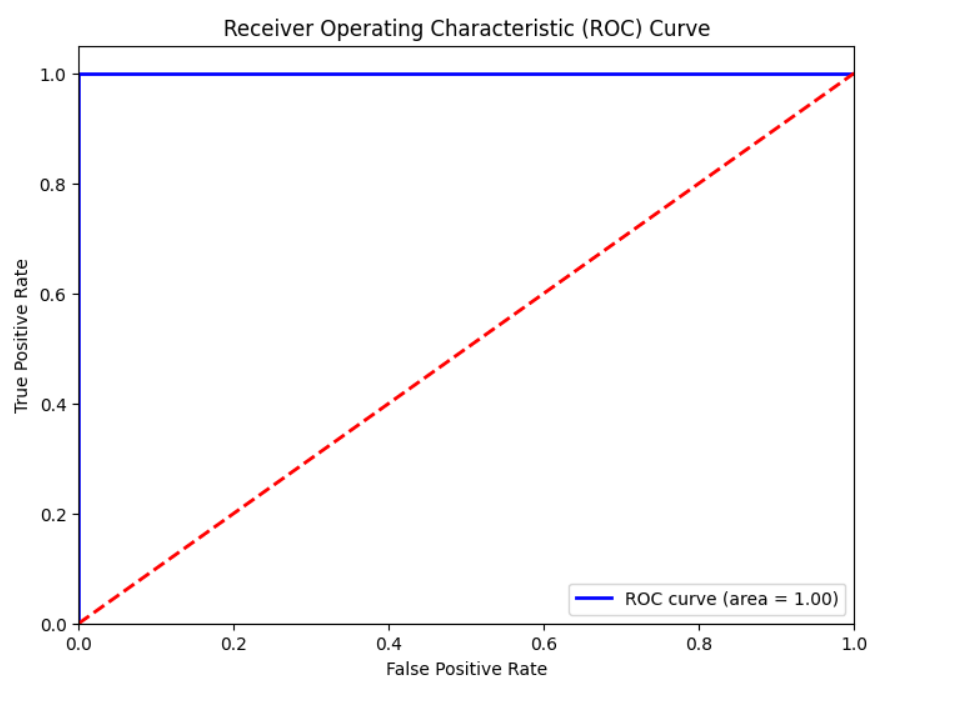 Receiver Operating Characteristic (ROC) Curve
1.0
0.8
0.6
0.4
0.2
0.0
True Positive Rate
ROC curve (area = 1.00)
0.0 0.2 0.4 0.6 0.8 1.0
False Positive Rate